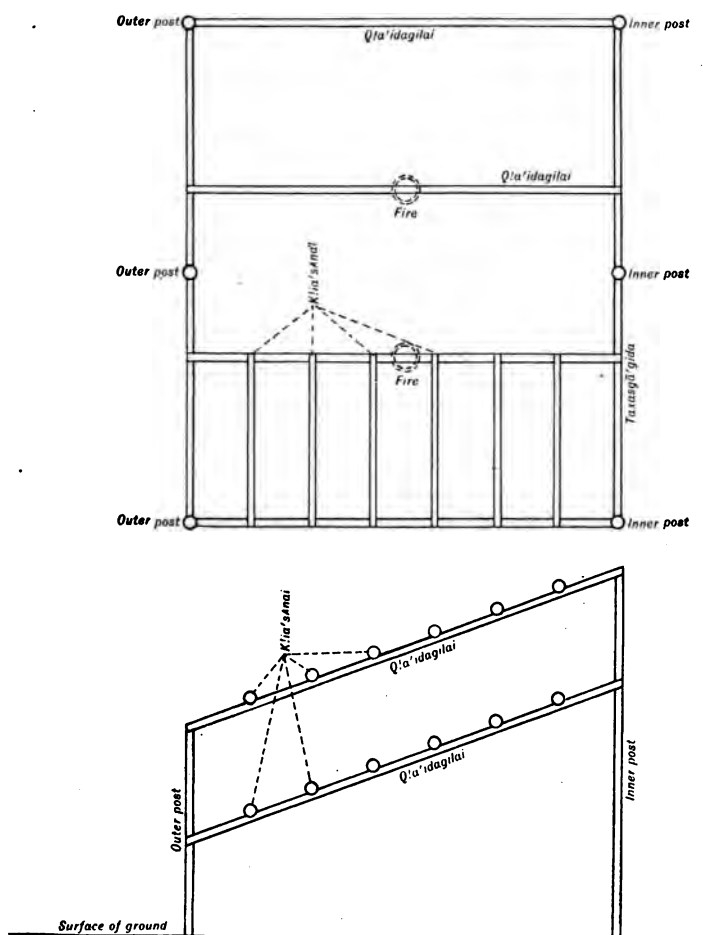 Outer post
Inner post
Q!a'idagilai
Q!a'idagilai
Fire
K!ia'sAnai
Outer post
Inner post
Fire
Taxasgā'gida
Outer post
Inner post
K!ia'sAnai
Q!a'idagilai
Q!a'idagilai
Outer post
Inner post
Surface of ground